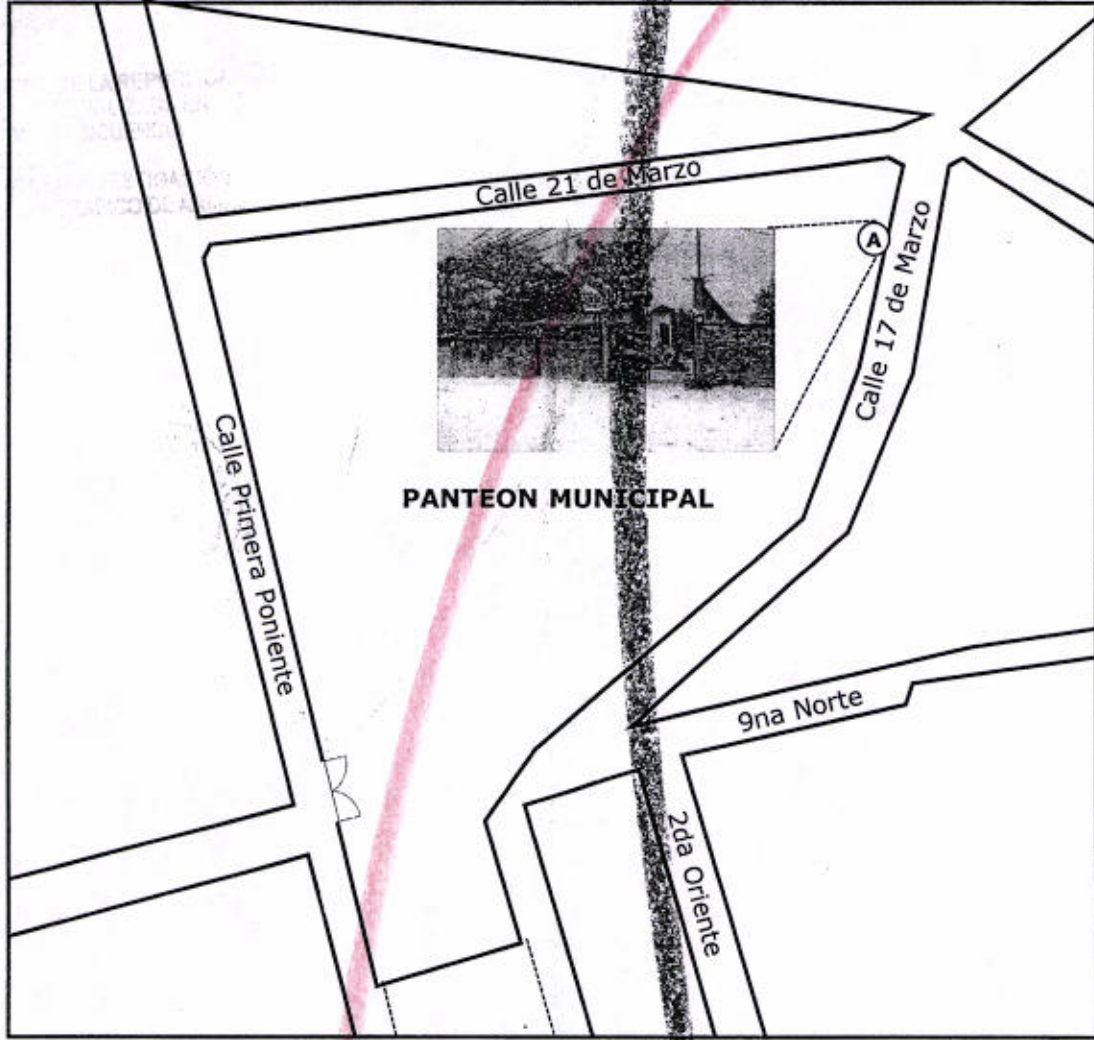 Calle 21 de Marzo
A
Calle 17 de Marzo
Calle Primera Poniente
PANTEON MUNICIPAL
9na Norte
2da Oriente